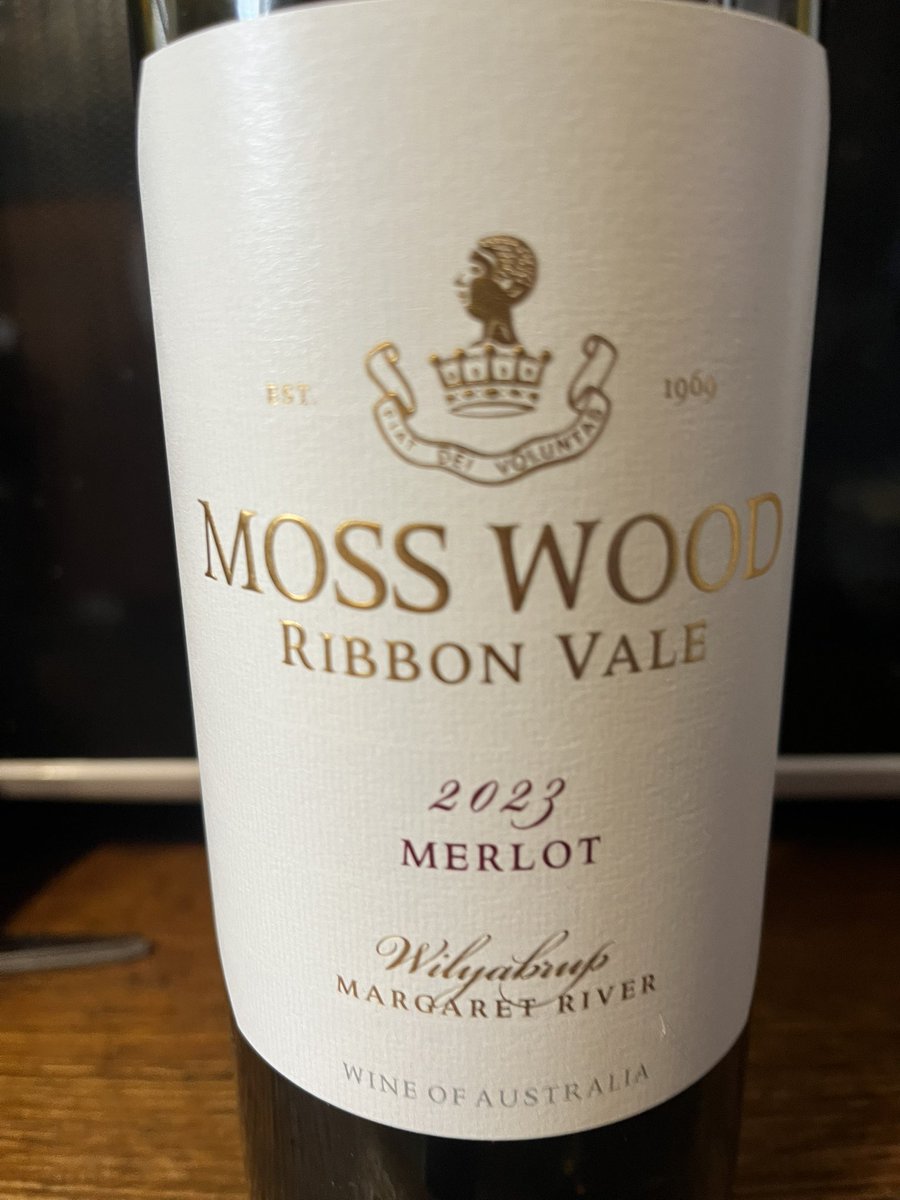 EST. 1969
FIAT DEI VOLUNTAS
MOSS WOOD
RIBBON VALE
2023
MERLOT
Wilyabrup
MARGARET RIVER
WINE OF AUSTRALIA